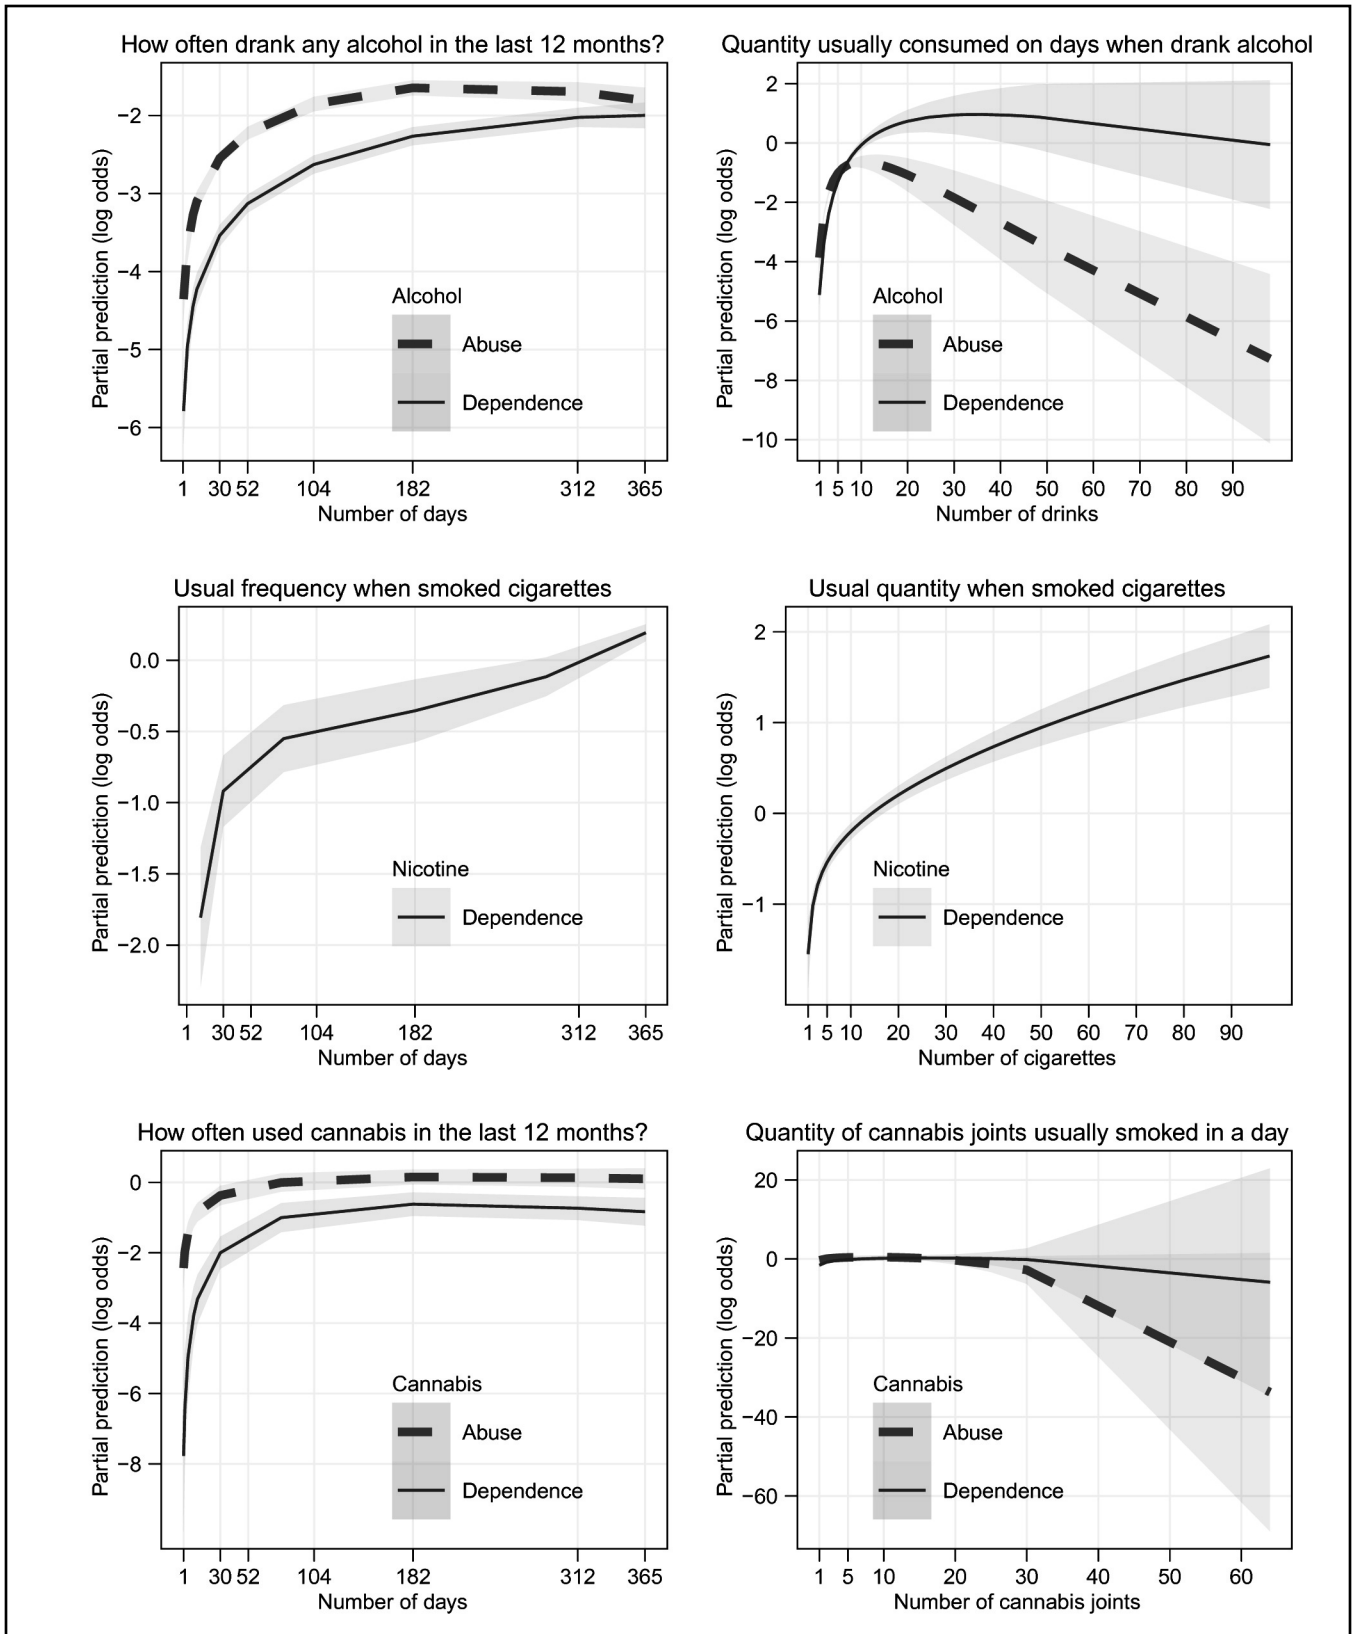 How often drank any alcohol in the last 12 months?
Partial prediction (log odds)
−2
−3
−4
−5
−6
Alcohol
Abuse
Dependence
1 30 52 104 182 312 365
Number of days
Quantity usually consumed on days when drank alcohol
Partial prediction (log odds)
2
0
−2
−4
−6
−8
−10
Alcohol
Abuse
Dependence
1 5 10 20 30 40 50 60 70 80 90
Number of drinks
Usual frequency when smoked cigarettes
Partial prediction (log odds)
0.0
−0.5
−1.0
−1.5
−2.0
Nicotine
Dependence
1 30 52 104 182 312 365
Number of days
Usual quantity when smoked cigarettes
Partial prediction (log odds)
2
1
0
−1
Nicotine
Dependence
1 5 10 20 30 40 50 60 70 80 90
Number of cigarettes
How often used cannabis in the last 12 months?
Partial prediction (log odds)
0
−2
−4
−6
−8
Cannabis
Abuse
Dependence
1 30 52 104 182 312 365
Number of days
Quantity of cannabis joints usually smoked in a day
Partial prediction (log odds)
20
0
−20
−40
−60
Cannabis
Abuse
Dependence
1 5 10 20 30 40 50 60
Number of cannabis joints